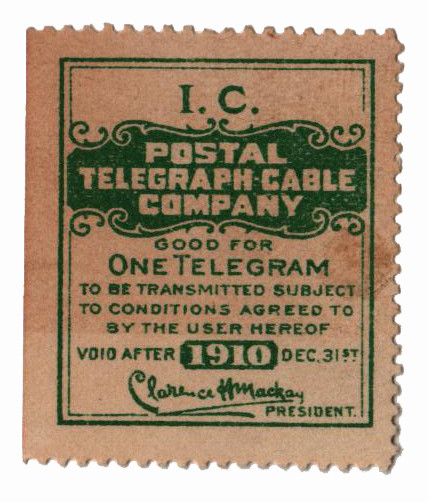 I. C.
POSTAL
TELEGRAPH-CABLE
COMPANY
GOOD FOR
ONE TELEGRAM
TO BE TRANSMITTED SUBJECT
TO CONDITIONS AGREED TO
BY THE USER HEREOF
VOID AFTER 1910 DEC. 31ST.
Clarence H Mackay
PRESIDENT.